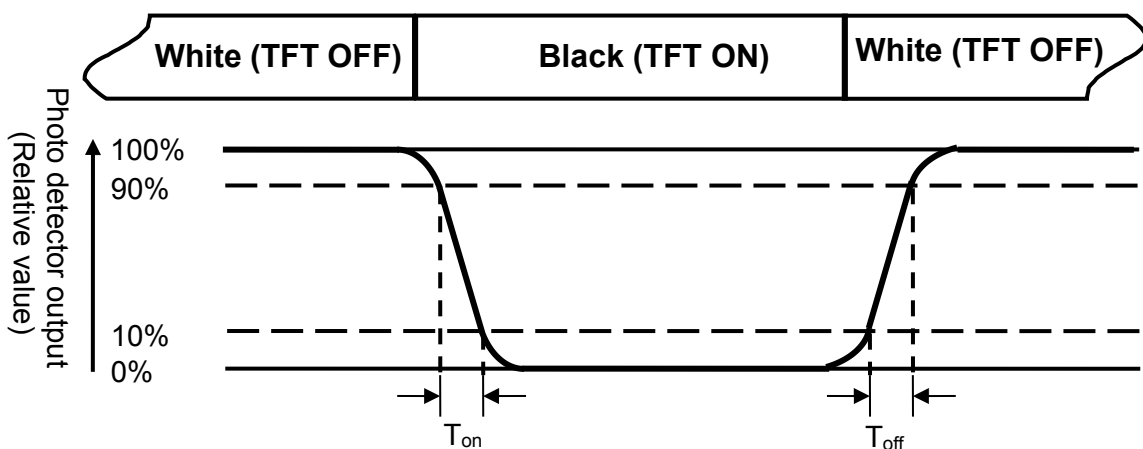 White (TFT OFF)
Black (TFT ON)
White (TFT OFF)
Photo detector output
(Relative value)
100%
90%
10%
0%
Ton
Toff